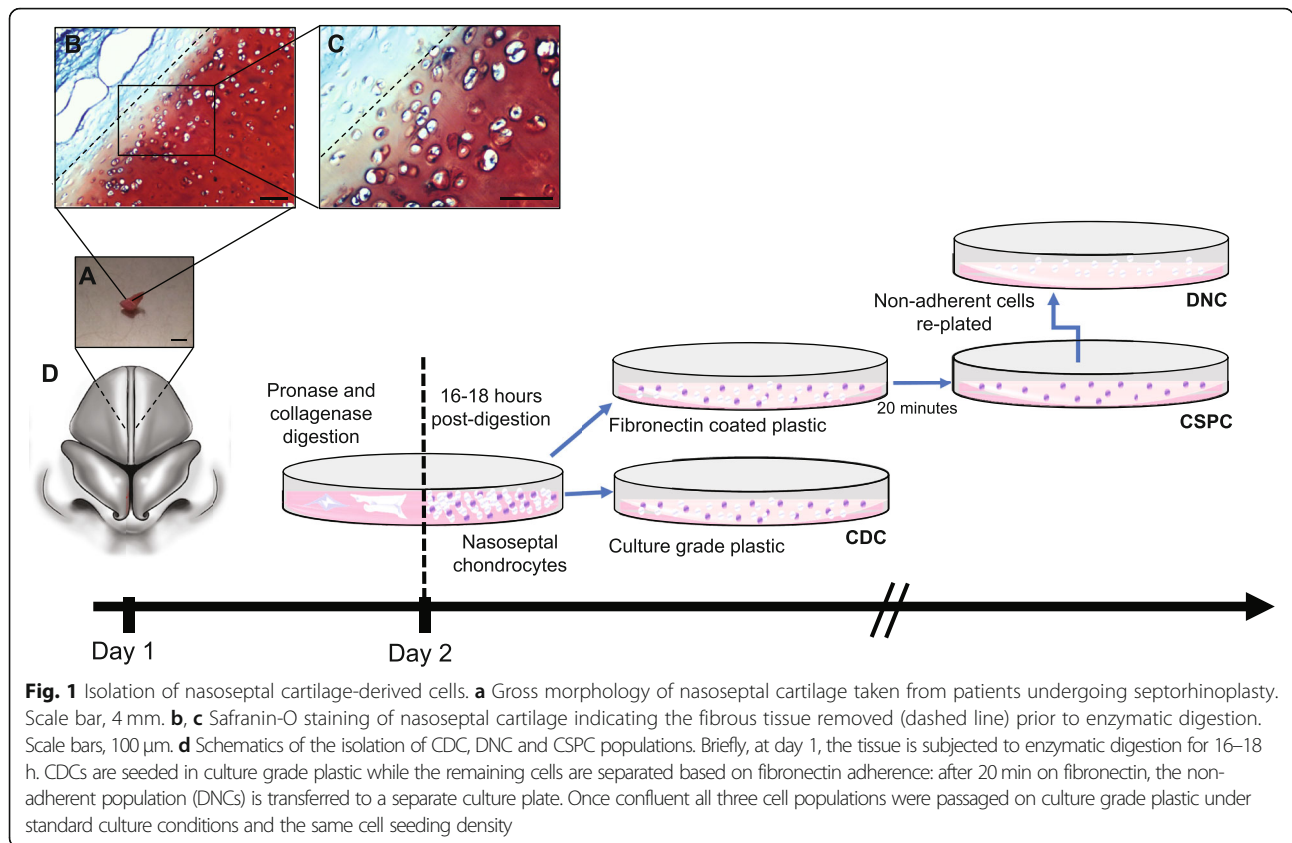 B
C
A
D
Pronase and
collagenase
digestion
16-18 hours
post-digestion
Nasoseptal
chondrocytes
Fibronectin coated plastic
Culture grade plastic
CDC
20 minutes
Non-adherent cells
re-plated
DNC
CSPC
Day 1
Day 2
Fig. 1 Isolation of nasoseptal cartilage-derived cells. a Gross morphology of nasoseptal cartilage taken from patients undergoing septorhinoplasty.
Scale bar, 4 mm. b, c Safranin-O staining of nasoseptal cartilage indicating the fibrous tissue removed (dashed line) prior to enzymatic digestion.
Scale bars, 100 μm. d Schematics of the isolation of CDC, DNC and CSPC populations. Briefly, at day 1, the tissue is subjected to enzymatic digestion for 16–18
h. CDCs are seeded in culture grade plastic while the remaining cells are separated based on fibronectin adherence: after 20 min on fibronectin, the non-
adherent population (DNCs) is transferred to a separate culture plate. Once confluent all three cell populations were passaged on culture grade plastic under
standard culture conditions and the same cell seeding density